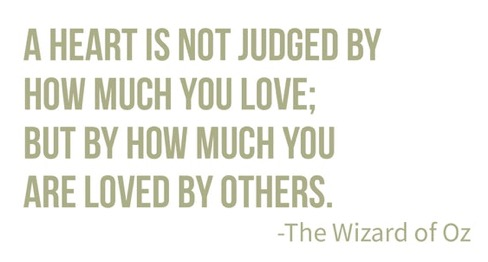 A HEART IS NOT JUDGED BY
HOW MUCH YOU LOVE;
BUT BY HOW MUCH YOU
ARE LOVED BY OTHERS.
-The Wizard of Oz